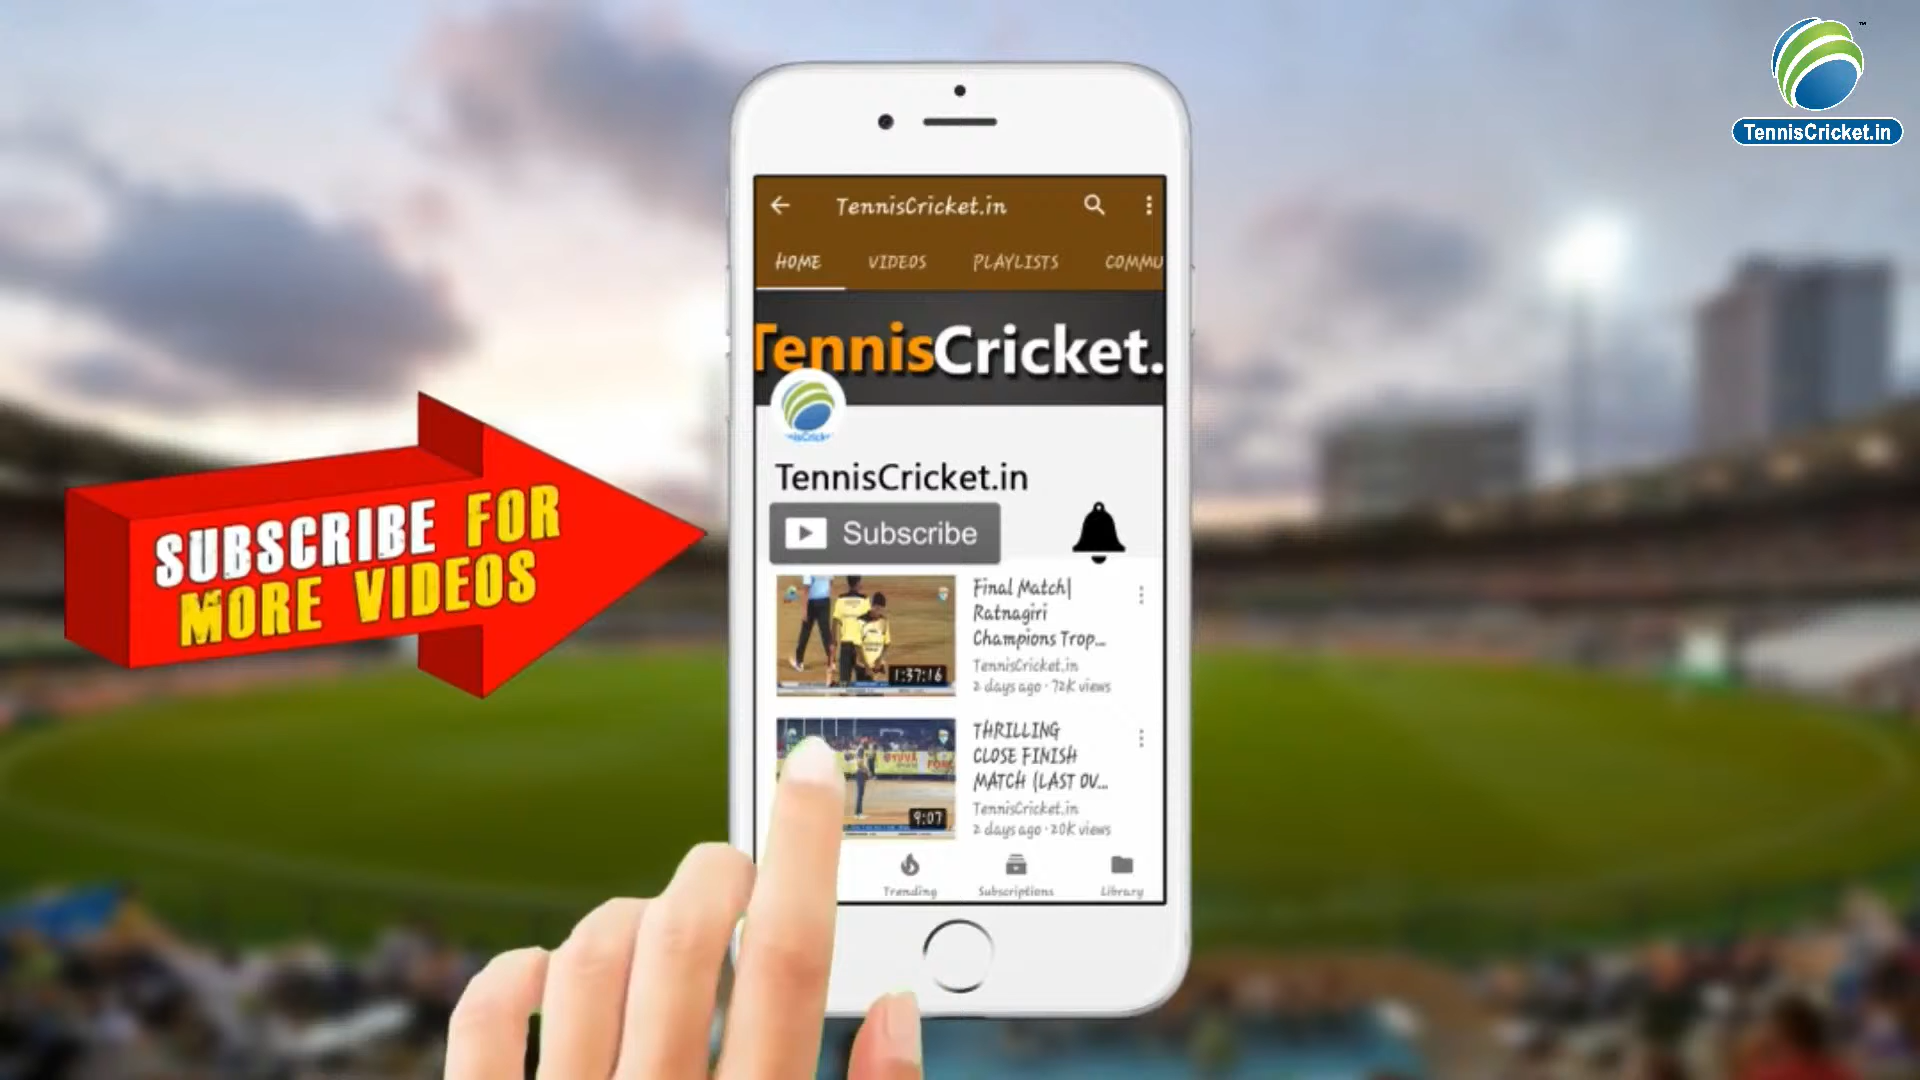 TM
TennisCricket.in
TennisCricket.in
HOME VIDEOS PLAYLISTS COMMU
TennisCricket.
TennisCricket.in
Subscribe
SUBSCRIBE FOR
MORE VIDEOS
Final Match|
Ratnagiri
Champions Trop...
TennisCricket.in
2 days ago · 72K views
1:37:16
THRILLING
CLOSE FINISH
MATCH (LAST OV...
TennisCricket.in
2 days ago · 20K views
9:07
Trending Subscriptions Library